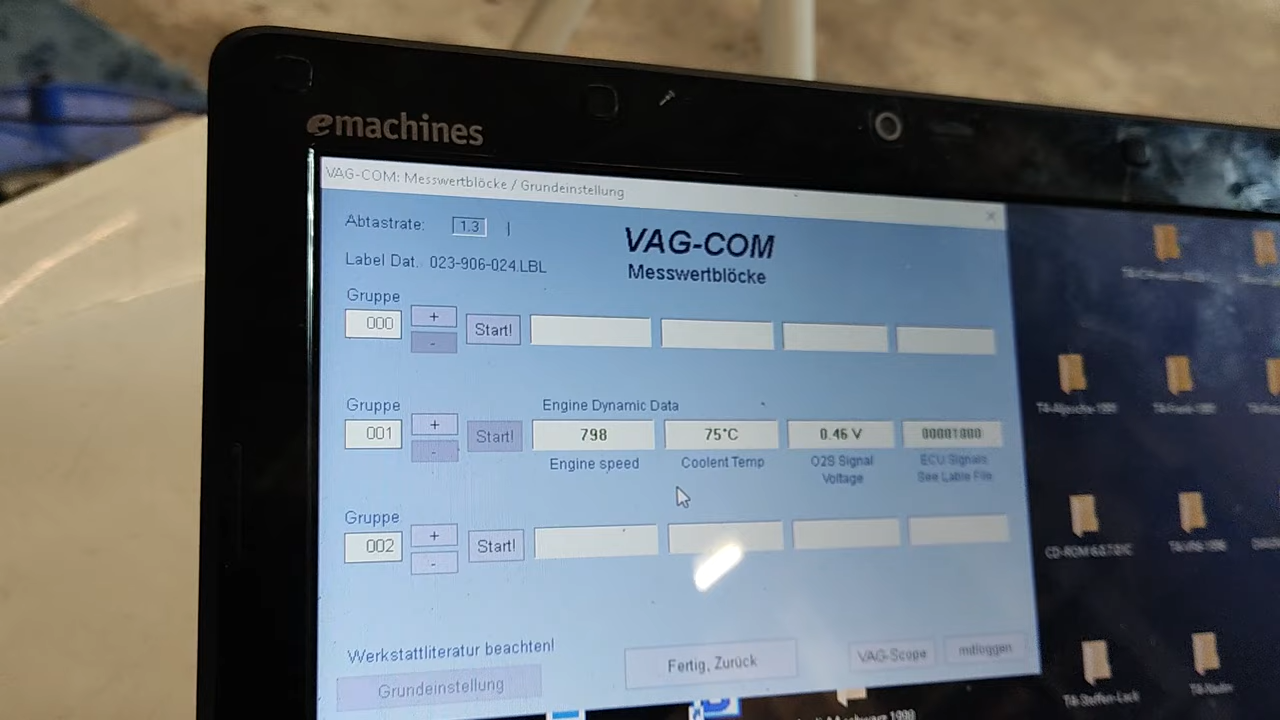 emachines
VAG-COM: Messwertblöcke / Grundeinstellung
Abtastrate: 1.3
VAG-COM
Label Dat. 023-906-024.LBL
Messwertblöcke
Gruppe
000 + - Start!
Gruppe
Engine Dynamic Data
001 + - Start! 798 75°C 0.46 V
Engine speed Coolent Temp O2S Signal Voltage ECU Signals See Lable File
Gruppe
002 + - Start!
Werkstattliteratur beachten!
Grundeinstellung
Fertig, Zurück
VAG-Scope
mitloggen